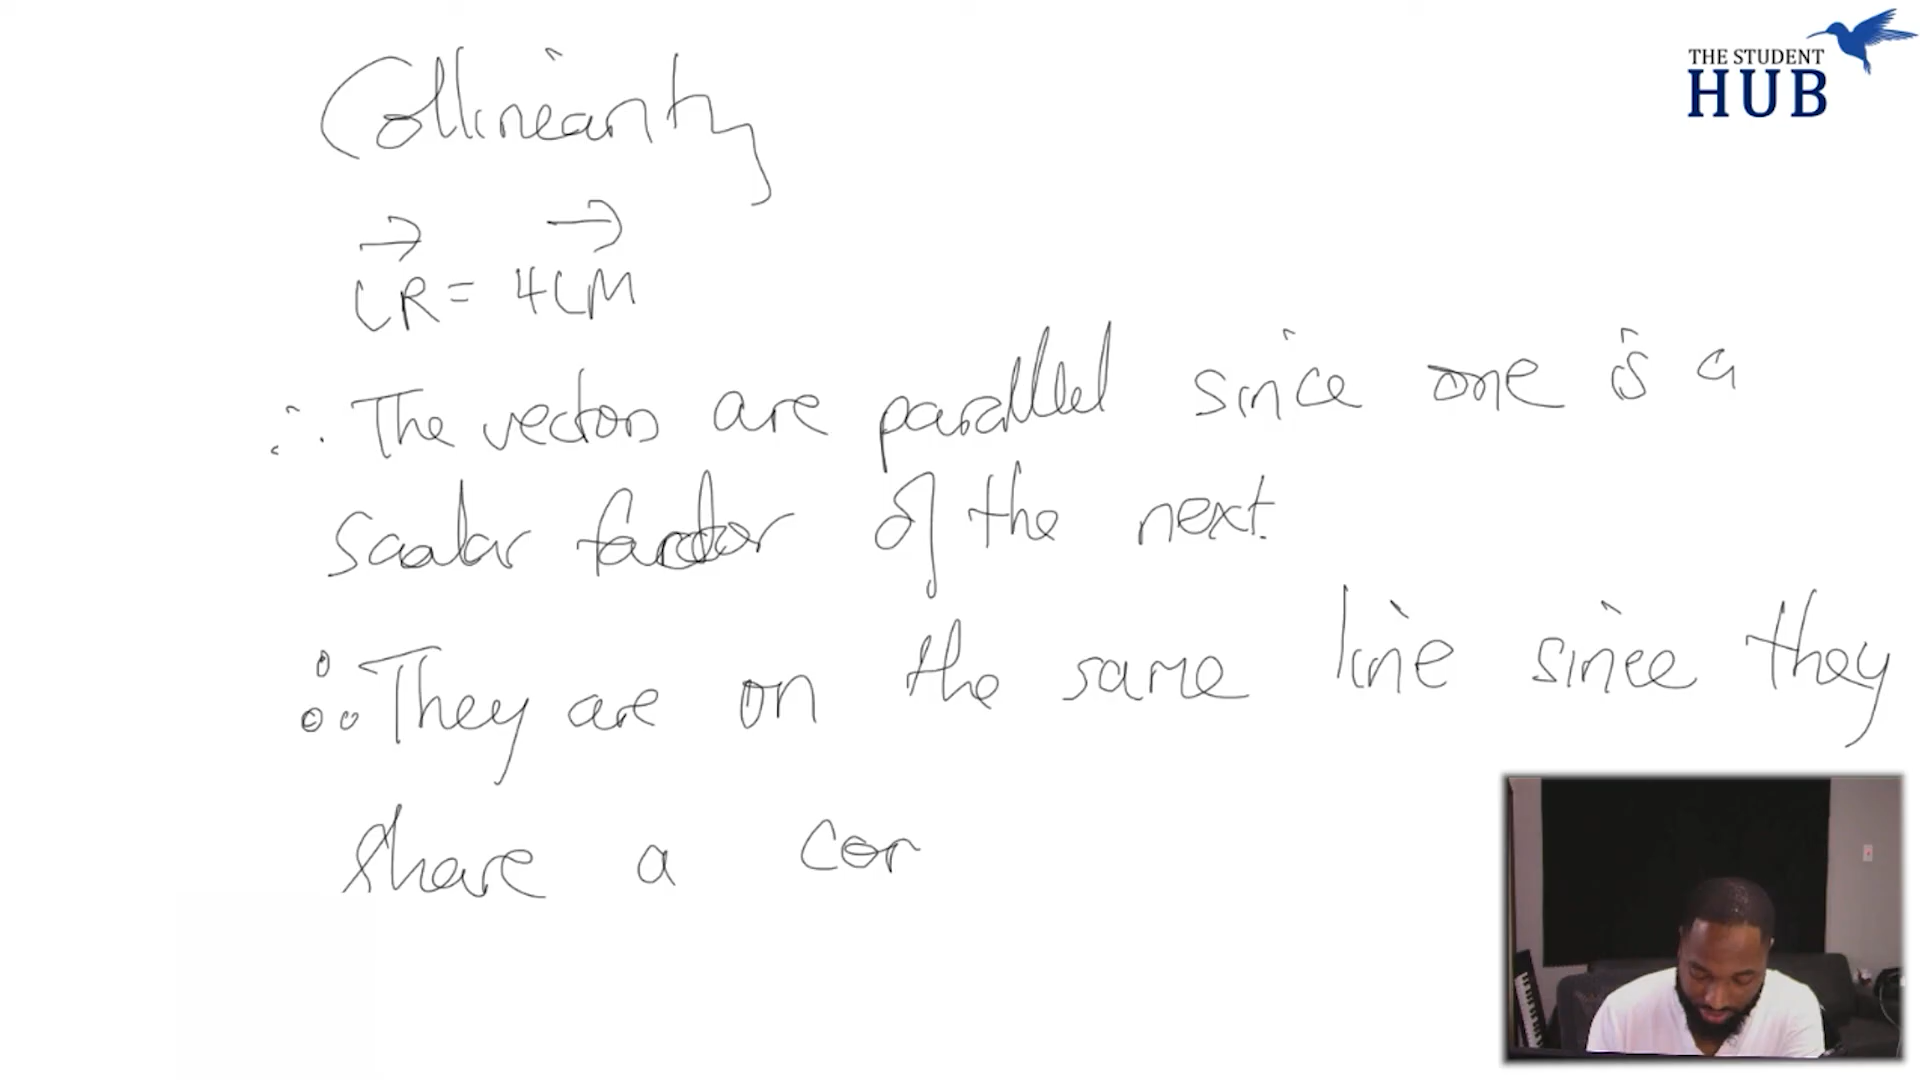 THE STUDENT
HUB
Collinearity
LR = 4LM
∴ The vectors are parallel since one is a
scalar factor of the next.
∴ They are on the same line since they
share a cor